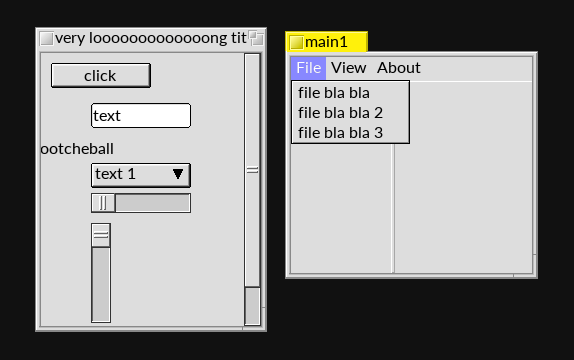 very looooooooooooong tit
click
text
ootcheball
text 1
main1
File View About
file bla bla
file bla bla 2
file bla bla 3